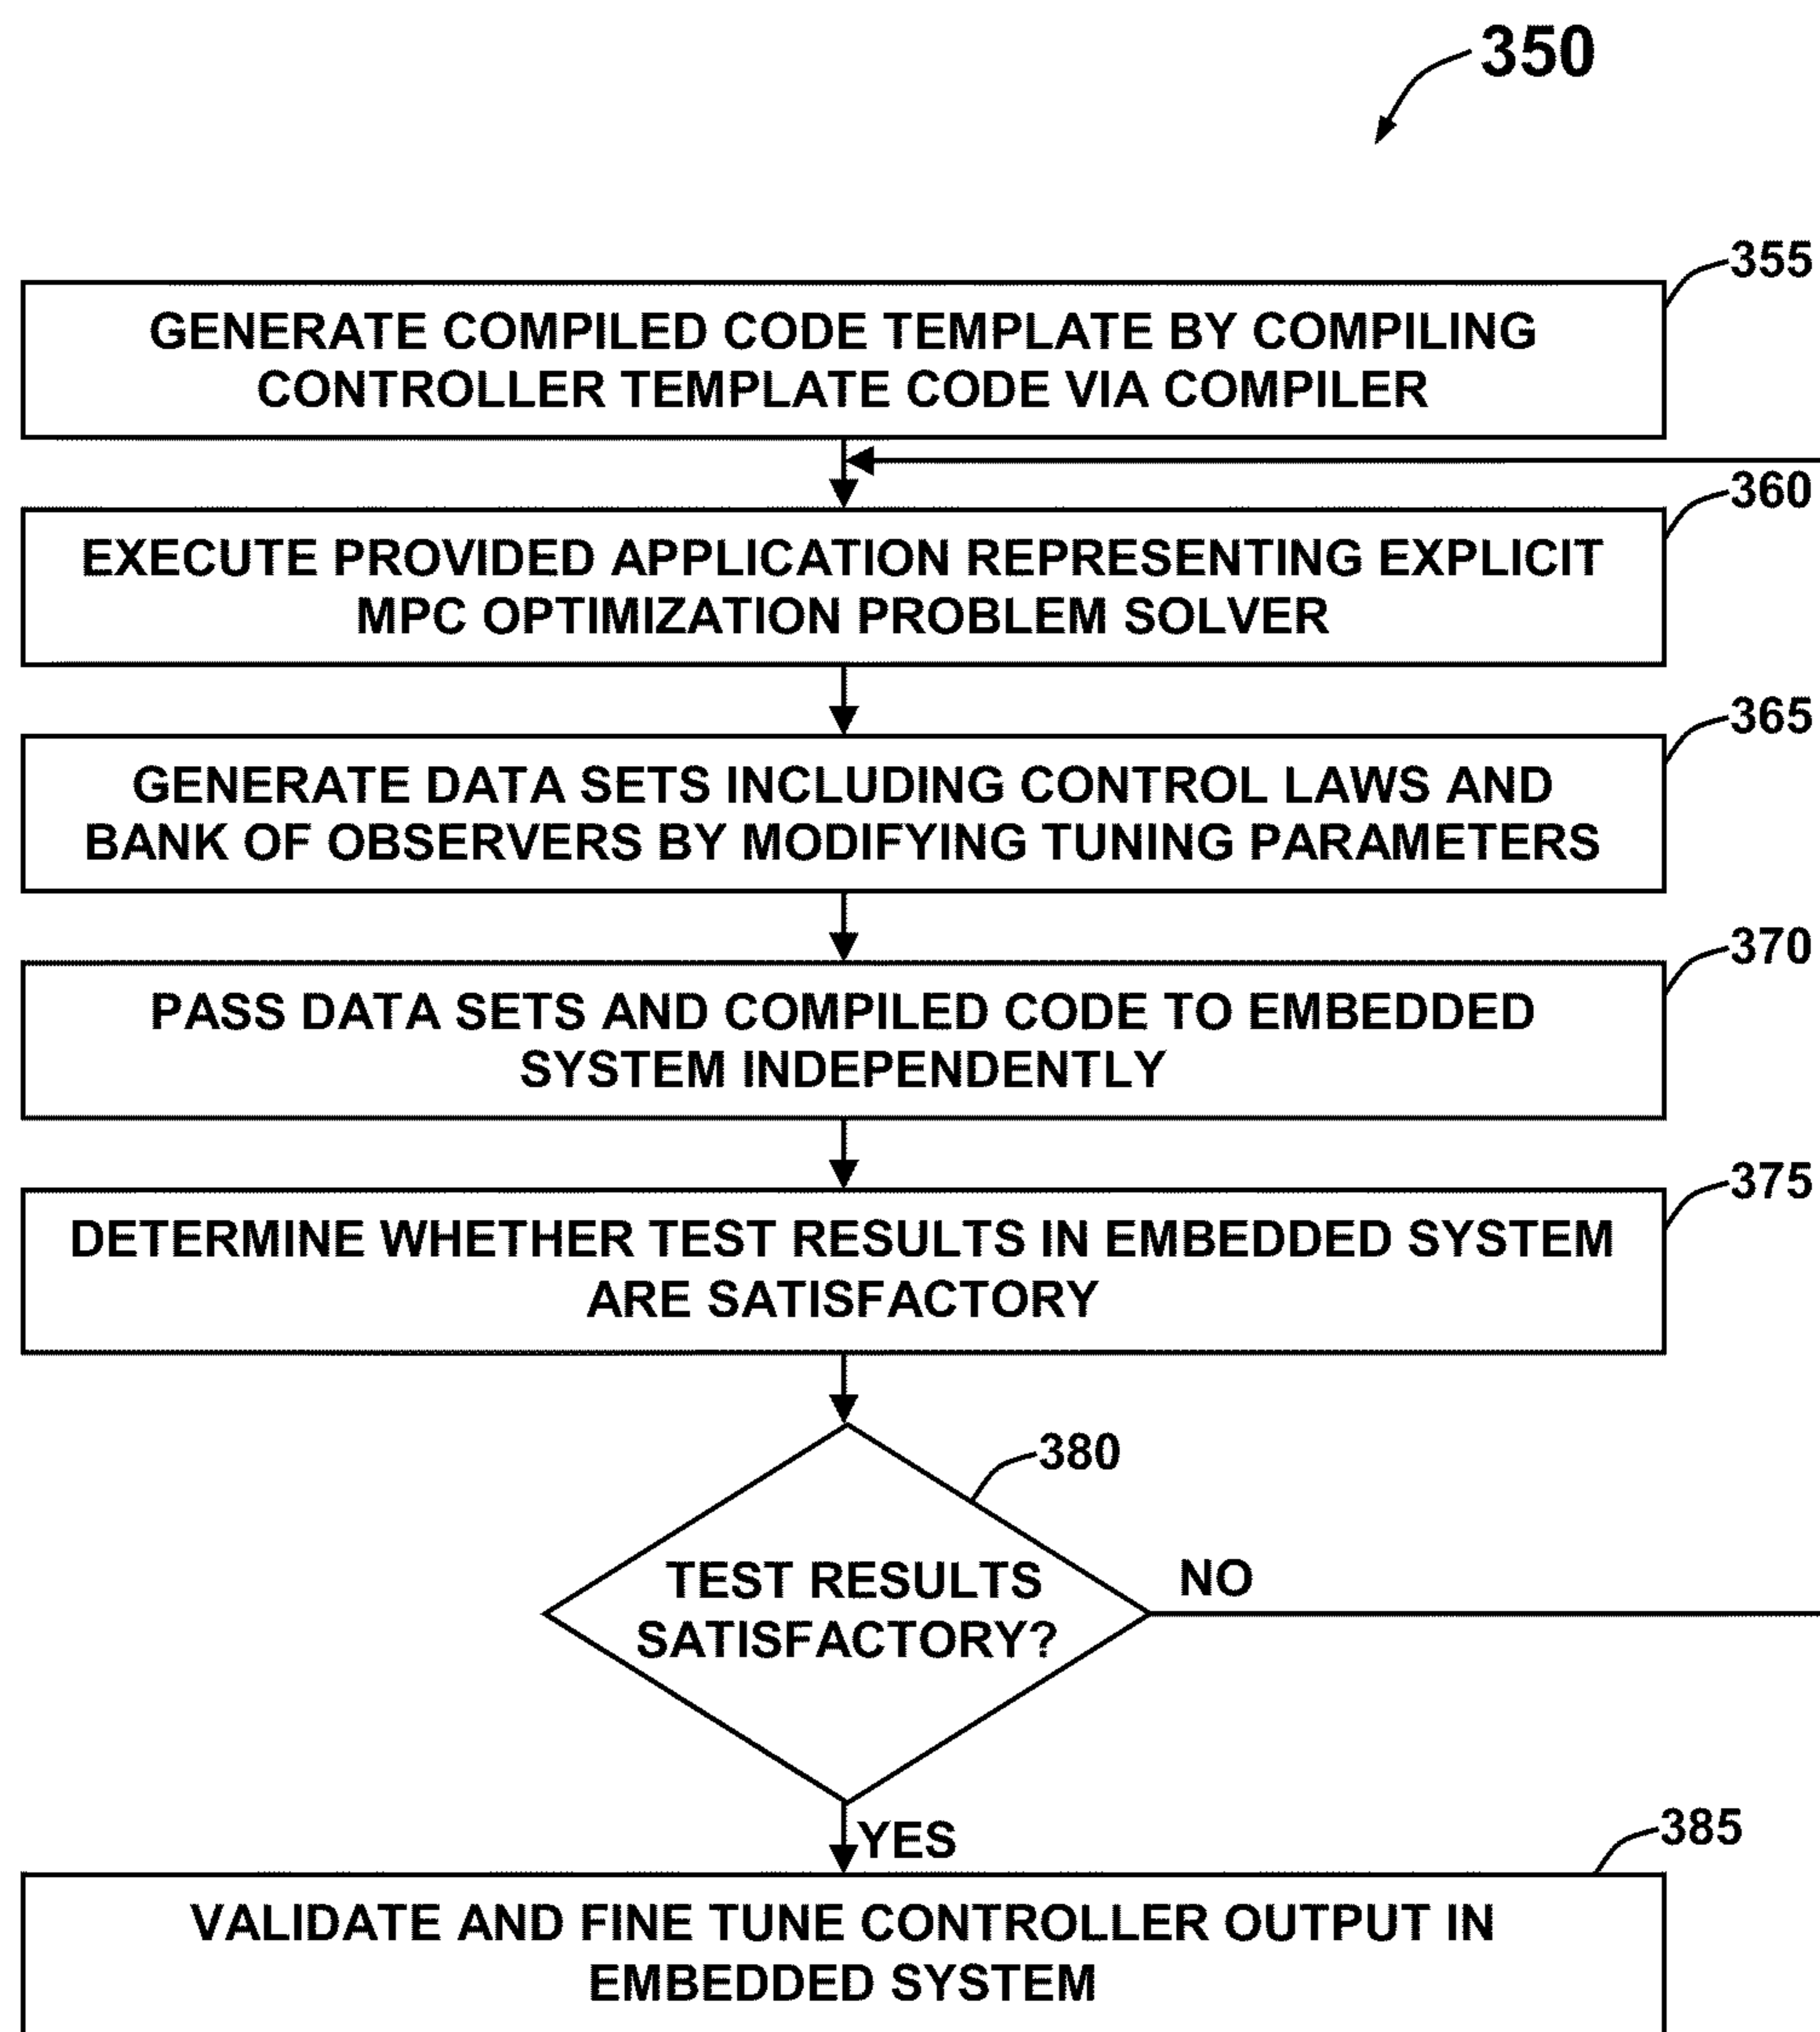 350
355
GENERATE COMPILED CODE TEMPLATE BY COMPILING
CONTROLLER TEMPLATE CODE VIA COMPILER
360
EXECUTE PROVIDED APPLICATION REPRESENTING EXPLICIT
MPC OPTIMIZATION PROBLEM SOLVER
365
GENERATE DATA SETS INCLUDING CONTROL LAWS AND
BANK OF OBSERVERS BY MODIFYING TUNING PARAMETERS
370
PASS DATA SETS AND COMPILED CODE TO EMBEDDED
SYSTEM INDEPENDENTLY
375
DETERMINE WHETHER TEST RESULTS IN EMBEDDED SYSTEM
ARE SATISFACTORY
380
TEST RESULTS
SATISFACTORY?
NO
YES
385
VALIDATE AND FINE TUNE CONTROLLER OUTPUT IN
EMBEDDED SYSTEM